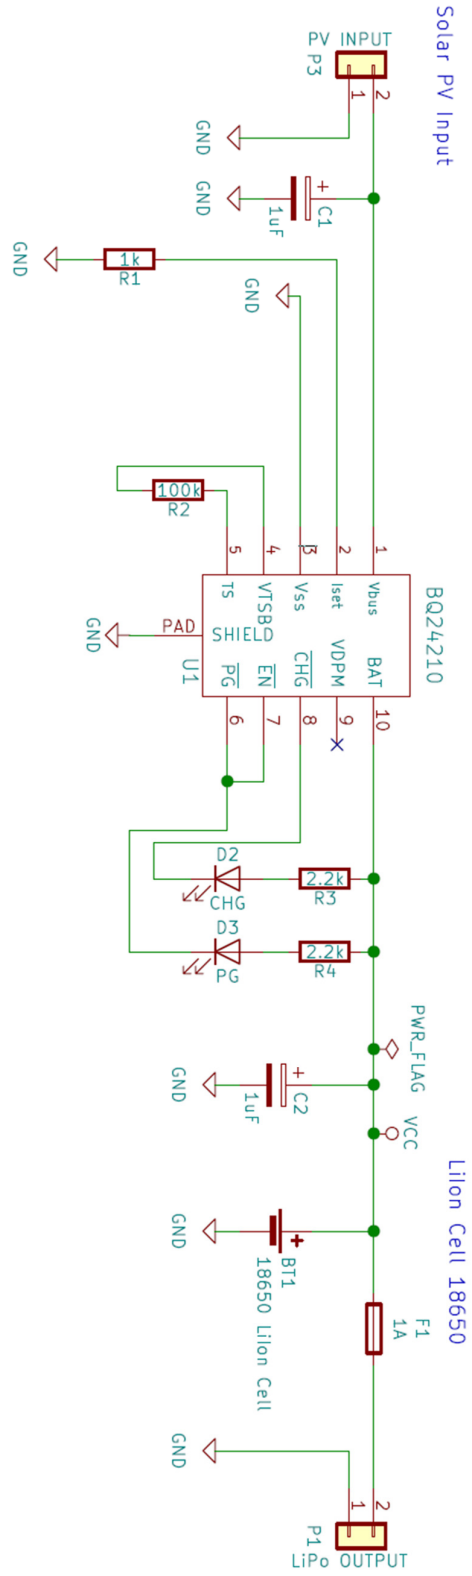 Solar PV Input
PV INPUT
P3
1
2
GND
GND
1uF
C1
GND
1k
R1
GND
100k
R2
5
4
3
2
1
TS
VTSB
Vss
Iset
Vbus
BQ24210
GND
PAD
SHIELD
U1
PG
EN
CHG
VDPM
BAT
6
7
8
9
10
D2
CHG
2.2k
R3
D3
PG
2.2k
R4
PWR_FLAG
GND
1uF
C2
VCC
LiIon Cell 18650
GND
BT1
18650 LiIon Cell
F1
1A
GND
1
2
P1
LiPo OUTPUT